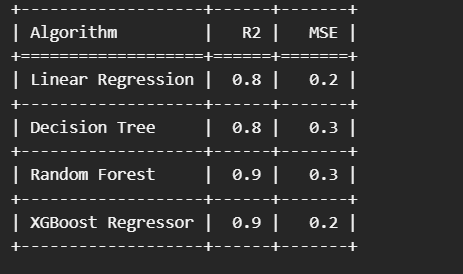 +-------------------+------+-------+
| Algorithm         |   R2 |   MSE |
+===================+======+=======+
| Linear Regression |  0.8 |   0.2 |
+-------------------+------+-------+
| Decision Tree     |  0.8 |   0.3 |
+-------------------+------+-------+
| Random Forest     |  0.9 |   0.3 |
+-------------------+------+-------+
| XGBoost Regressor |  0.9 |   0.2 |
+-------------------+------+-------+